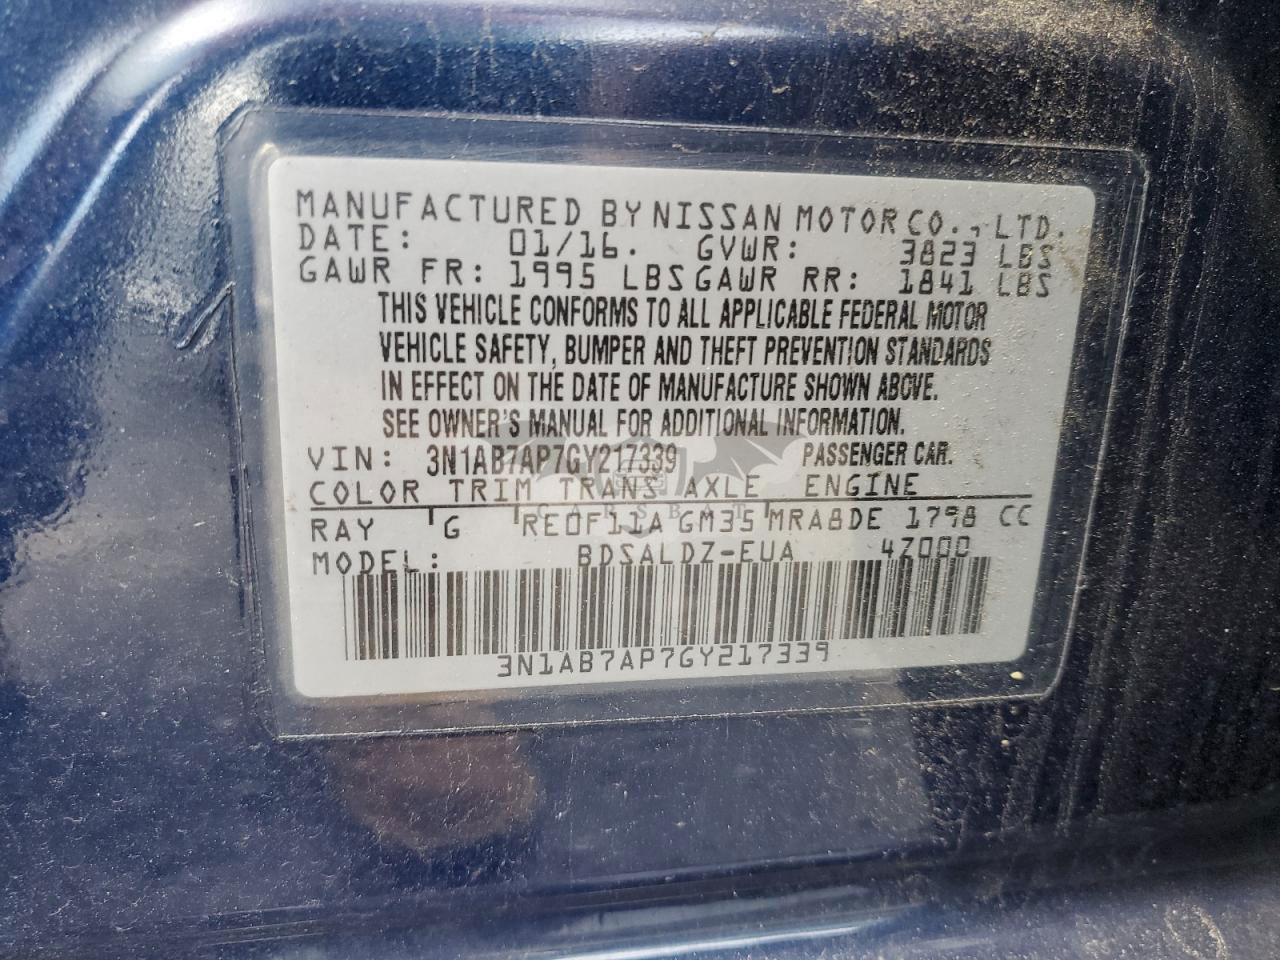 MANUFACTURED BY NISSAN MOTOR CO., LTD.
DATE: 01/16. GVWR: 3823 LBS
GAWR FR: 1995 LBS GAWR RR: 1841 LBS
THIS VEHICLE CONFORMS TO ALL APPLICABLE FEDERAL MOTOR
VEHICLE SAFETY, BUMPER AND THEFT PREVENTION STANDARDS
IN EFFECT ON THE DATE OF MANUFACTURE SHOWN ABOVE.
SEE OWNER'S MANUAL FOR ADDITIONAL INFORMATION.
VIN: 3N1AB7AP7GY217339 PASSENGER CAR.
COLOR TRIM TRANS AXLE ENGINE
CARSBAT
RAY G RE0F11A GM35 MRA8DE 1798 CC
MODEL: BDSALDZ-EUA 4Z000
3N1AB7AP7GY217339